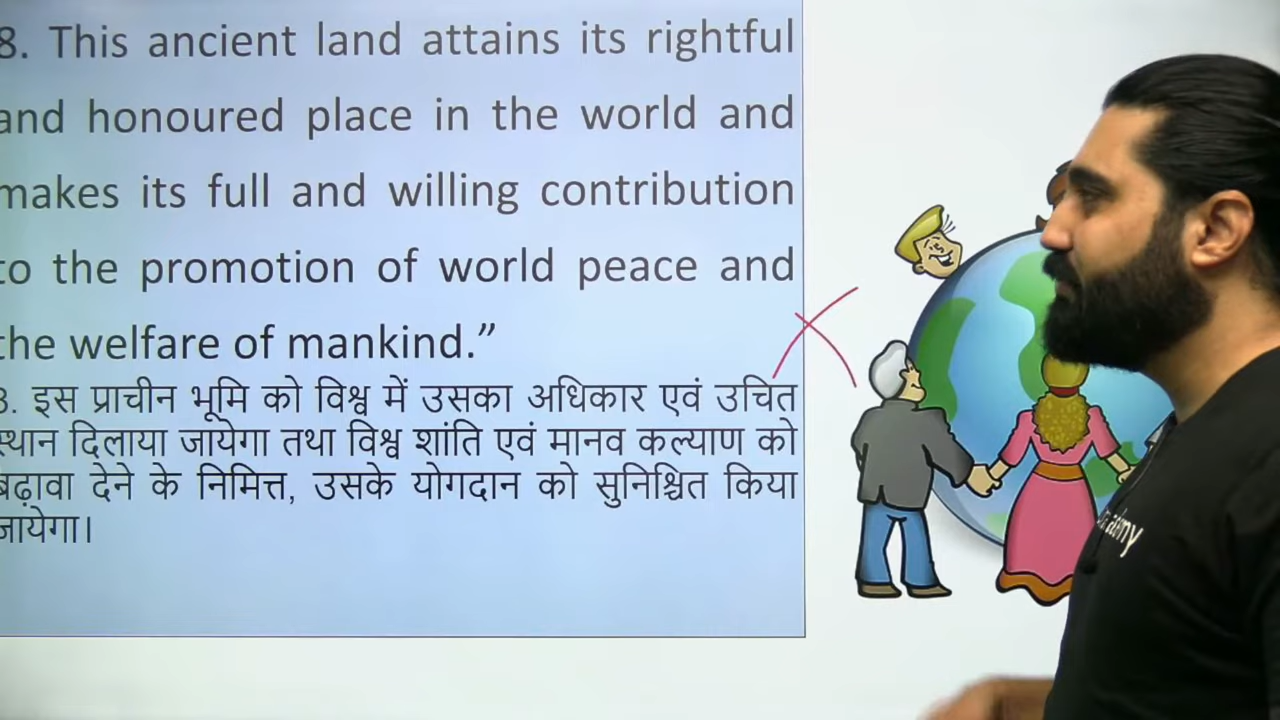 8. This ancient land attains its rightful
and honoured place in the world and
makes its full and willing contribution
to the promotion of world peace and
the welfare of mankind.”
8. इस प्राचीन भूमि को विश्व में उसका अधिकार एवं उचित
स्थान दिलाया जायेगा तथा विश्व शांति एवं मानव कल्याण को
बढ़ावा देने के निमित्त, उसके योगदान को सुनिश्चित किया
जायेगा।